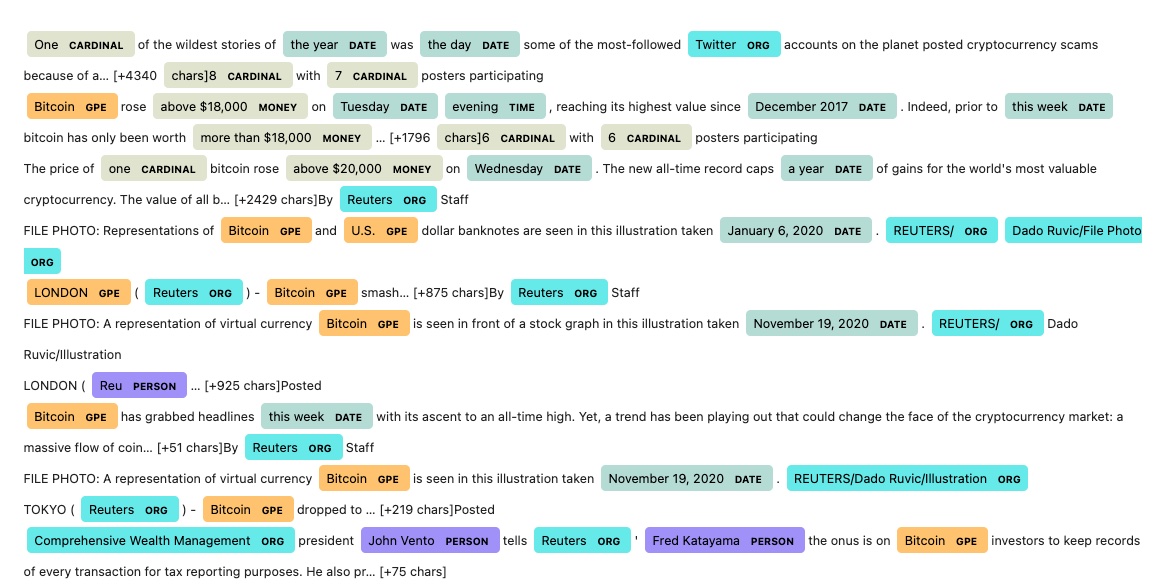 One CARDINAL of the wildest stories of the year DATE was the day DATE some of the most-followed Twitter ORG accounts on the planet posted cryptocurrency scams
because of a... [+4340 chars]8 CARDINAL with 7 CARDINAL posters participating
Bitcoin GPE rose above $18,000 MONEY on Tuesday DATE evening TIME , reaching its highest value since December 2017 DATE . Indeed, prior to this week DATE
bitcoin has only been worth more than $18,000 MONEY ... [+1796 chars]6 CARDINAL with 6 CARDINAL posters participating
The price of one CARDINAL bitcoin rose above $20,000 MONEY on Wednesday DATE . The new all-time record caps a year DATE of gains for the world's most valuable
cryptocurrency. The value of all b... [+2429 chars]By Reuters ORG Staff
FILE PHOTO: Representations of Bitcoin GPE and U.S. GPE dollar banknotes are seen in this illustration taken January 6, 2020 DATE . REUTERS/ ORG Dado Ruvic/File Photo
ORG
LONDON GPE ( Reuters ORG ) - Bitcoin GPE smash... [+875 chars]By Reuters ORG Staff
FILE PHOTO: A representation of virtual currency Bitcoin GPE is seen in front of a stock graph in this illustration taken November 19, 2020 DATE . REUTERS/ ORG Dado
Ruvic/Illustration
LONDON ( Reu PERSON ... [+925 chars]Posted
Bitcoin GPE has grabbed headlines this week DATE with its ascent to an all-time high. Yet, a trend has been playing out that could change the face of the cryptocurrency market: a
massive flow of coin... [+51 chars]By Reuters ORG Staff
FILE PHOTO: A representation of virtual currency Bitcoin GPE is seen in this illustration taken November 19, 2020 DATE . REUTERS/Dado Ruvic/Illustration ORG
TOKYO ( Reuters ORG ) - Bitcoin GPE dropped to ... [+219 chars]Posted
Comprehensive Wealth Management ORG president John Vento PERSON tells Reuters ORG ' Fred Katayama PERSON the onus is on Bitcoin GPE investors to keep records
of every transaction for tax reporting purposes. He also pr... [+75 chars]